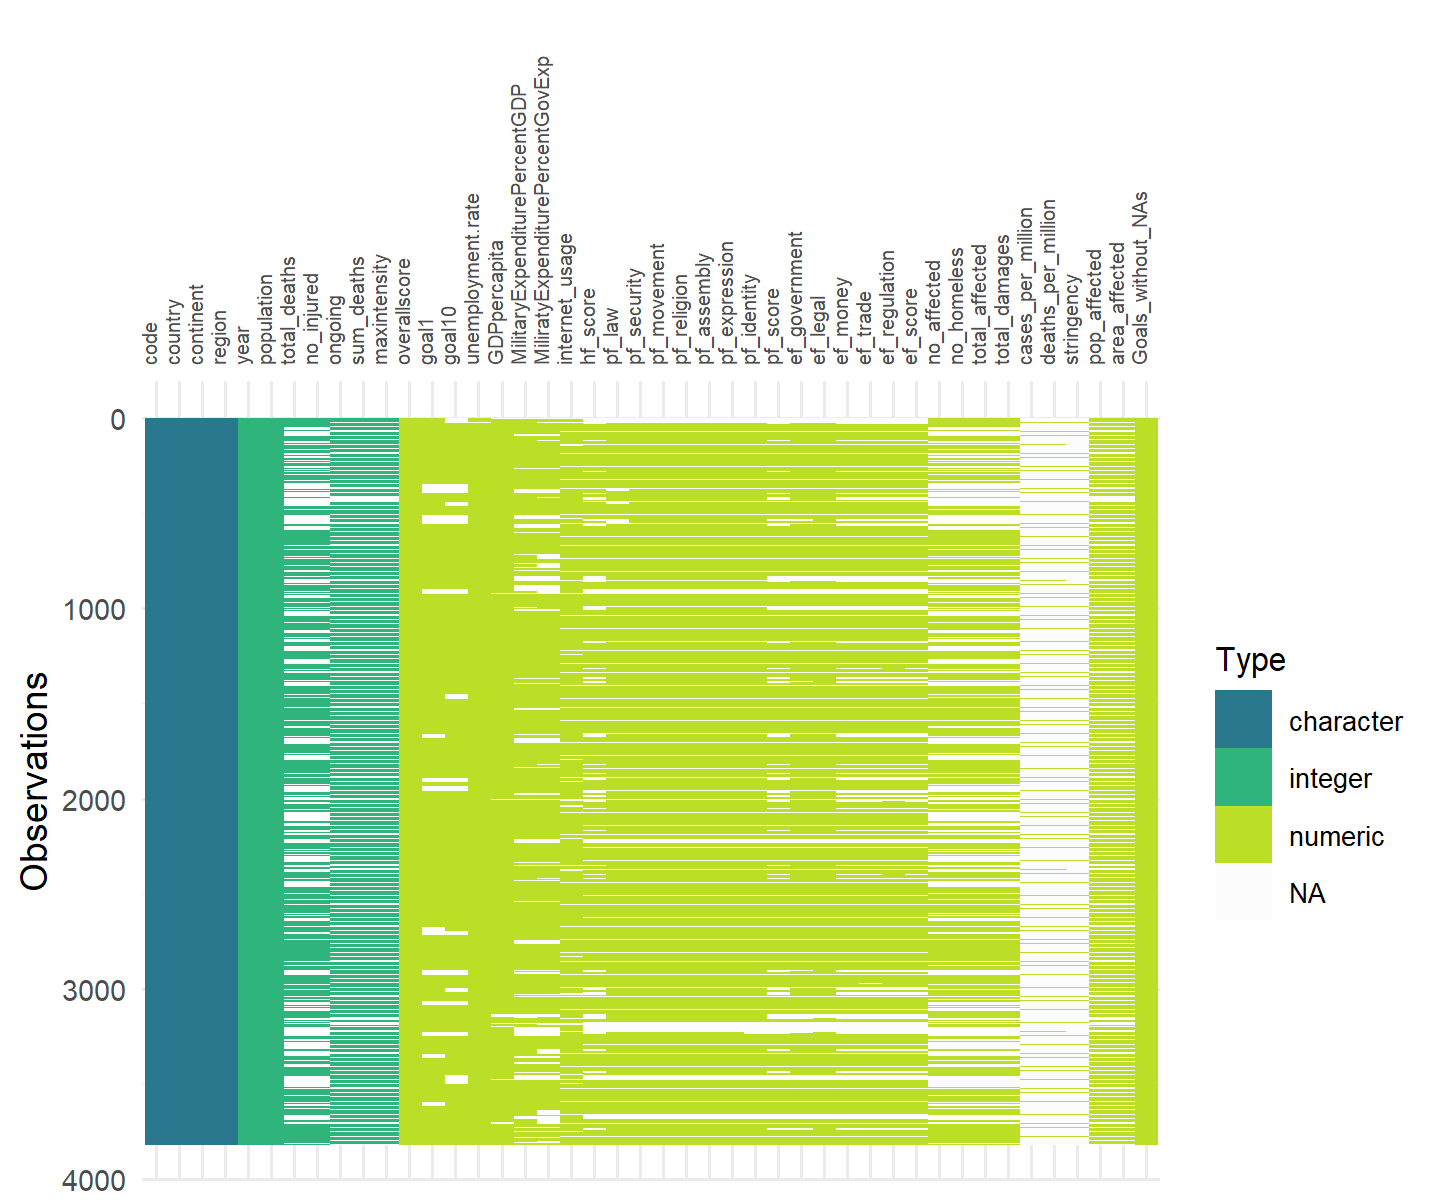 code
country
continent
region
year
population
total_deaths
no_injured
ongoing
sum_deaths
maxintensity
overallscore
goal1
goal10
unemployment.rate
GDPpercapita
MilitaryExpenditurePercentGDP
MiliratyExpenditurePercentGovExp
internet_usage
hf_score
pf_law
pf_security
pf_movement
pf_religion
pf_assembly
pf_expression
pf_identity
pf_score
ef_government
ef_legal
ef_money
ef_trade
ef_regulation
ef_score
no_affected
no_homeless
total_affected
total_damages
cases_per_million
deaths_per_million
stringency
pop_affected
area_affected
Goals_without_NAs
0
1000
2000
3000
4000
Observations
Type
character
integer
numeric
NA